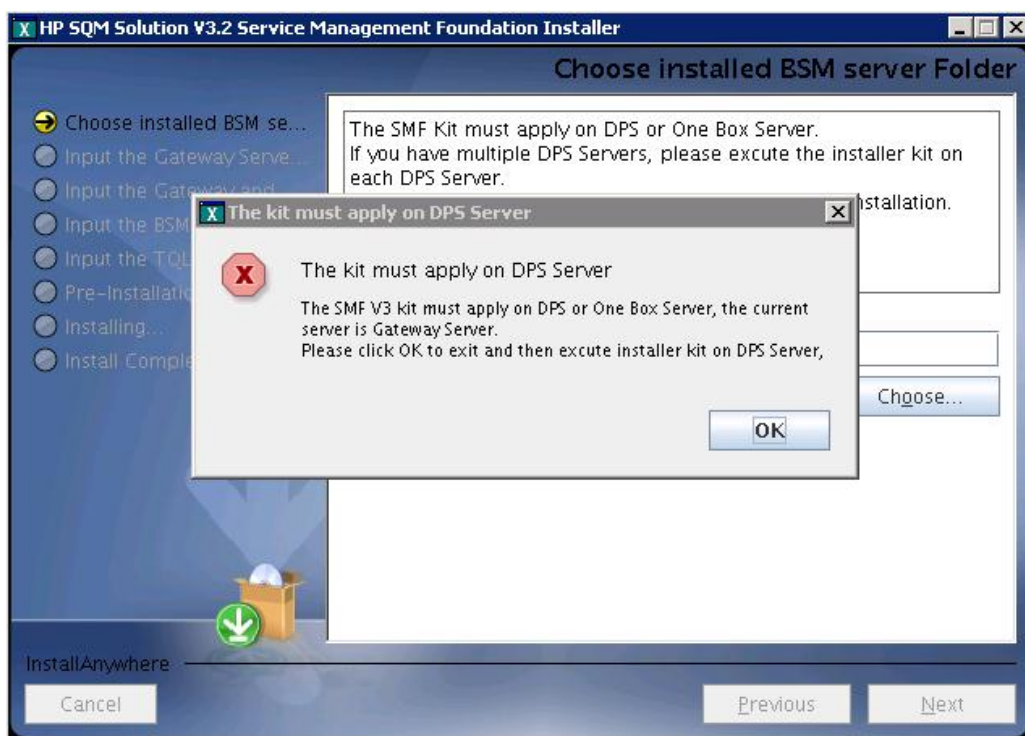 X HP SQM Solution V3.2 Service Management Foundation Installer
Choose installed BSM server Folder
Choose installed BSM se...
Input the Gateway Serve...
Input the Gateway and
Input the BSM
Input the TQL
Pre-Installatio
Installing...
Install Comple
The SMF Kit must apply on DPS or One Box Server.
If you have multiple DPS Servers, please excute the installer kit on
each DPS Server.
stallation.
X The kit must apply on DPS Server
The kit must apply on DPS Server
The SMF V3 kit must apply on DPS or One Box Server, the current
server is Gateway Server.
Please click OK to exit and then excute installer kit on DPS Server,
OK
Choose...
InstallAnywhere
Cancel
Previous
Next